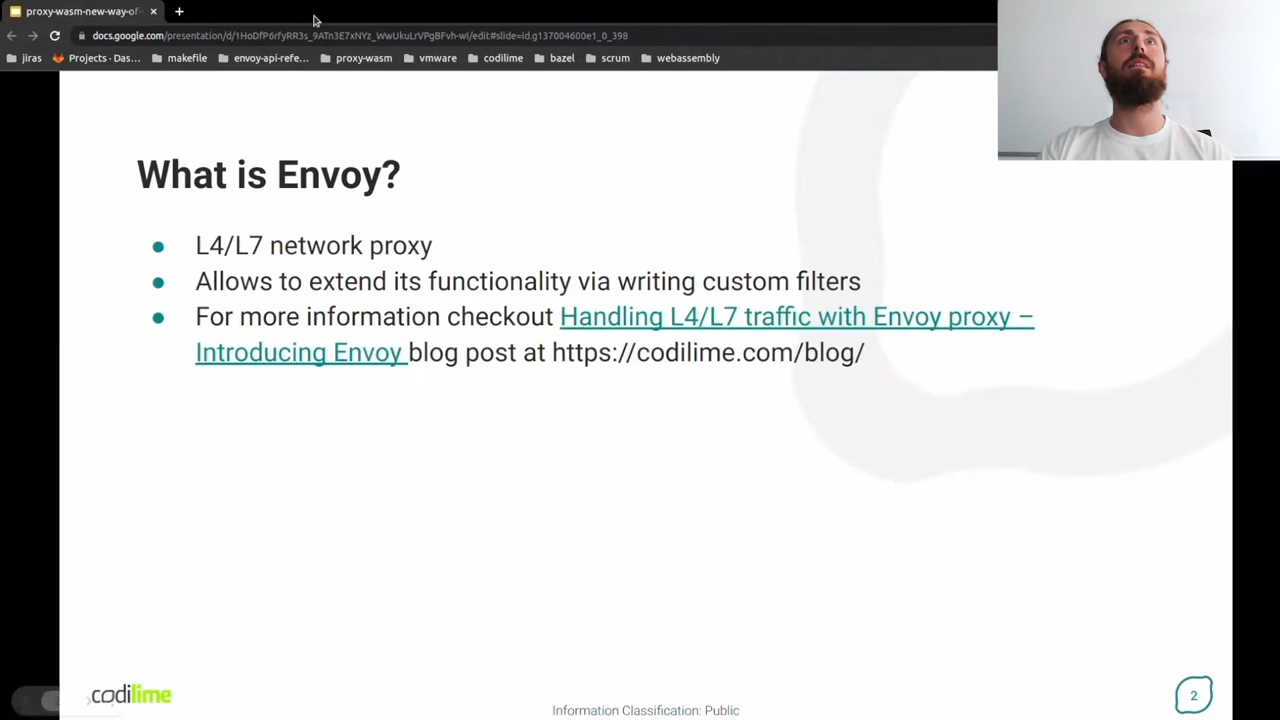 proxy-wasm-new-way-of-
docs.google.com/presentation/d/1HoDfP6rfyRR3s_9ATn3E7xNYz_WwUkuLrVPgBFvh-wI/edit#slide=id.g137004600e1_0_398
jiras Projects · Das... makefile envoy-api-refe... proxy-wasm vmware codilime bazel scrum webassembly
What is Envoy?
● L4/L7 network proxy
● Allows to extend its functionality via writing custom filters
● For more information checkout Handling L4/L7 traffic with Envoy proxy –
Introducing Envoy blog post at https://codilime.com/blog/
codilime
Information Classification: Public
2